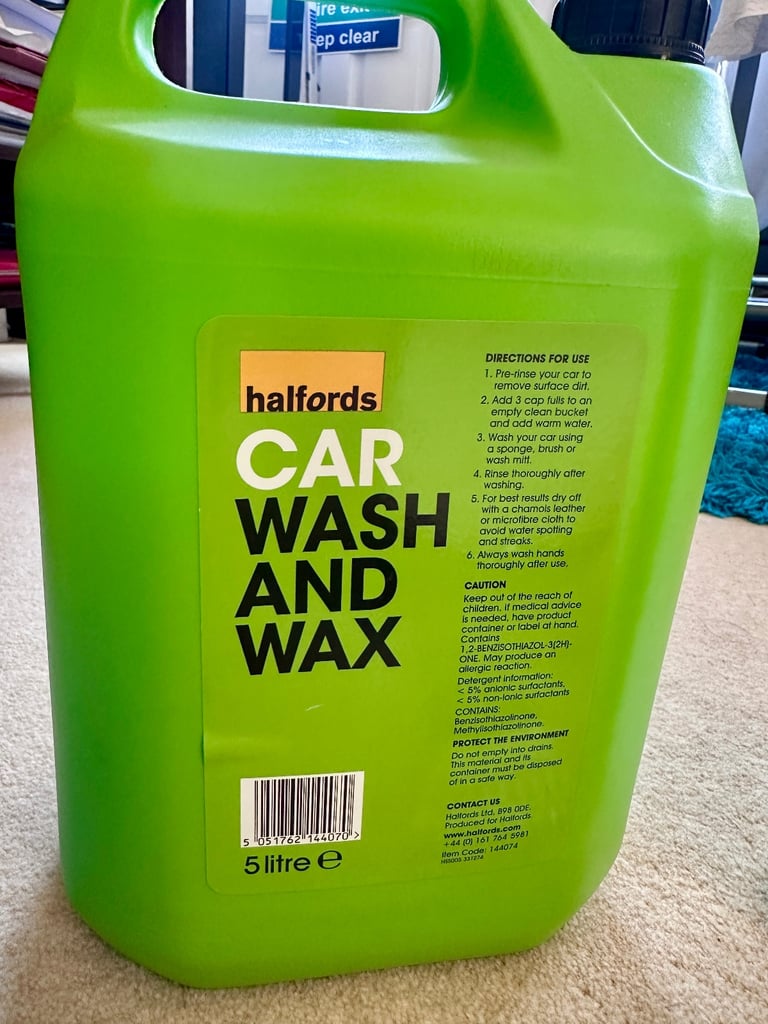 ire exit
ep clear
halfords
CAR
WASH
AND
WAX
5 051762 144070 >
5 litre ℮
DIRECTIONS FOR USE
1. Pre-rinse your car to
remove surface dirt.
2. Add 3 cap fulls to an
empty clean bucket
and add warm water.
3. Wash your car using
a sponge, brush or
wash mitt.
4. Rinse thoroughly after
washing.
5. For best results dry off
with a chamois leather
or microfibre cloth to
avoid water spotting
and streaks.
6. Always wash hands
thoroughly after use.
CAUTION
Keep out of the reach of
children. If medical advice
is needed, have product
container or label at hand.
Contains
1,2-BENZISOTHIAZOL-3(2H)-
ONE. May produce an
allergic reaction.
Detergent information:
< 5% anionic surfactants,
< 5% non-ionic surfactants
CONTAINS:
Benzisothiazolinone,
Methylisothiazolinone.
PROTECT THE ENVIRONMENT
Do not empty into drains.
This material and its
container must be disposed
of in a safe way.
CONTACT US
Halfords Ltd, B98 0DE.
Produced for Halfords.
www.halfords.com
+44 (0) 161 764 5981
Item Code: 144074